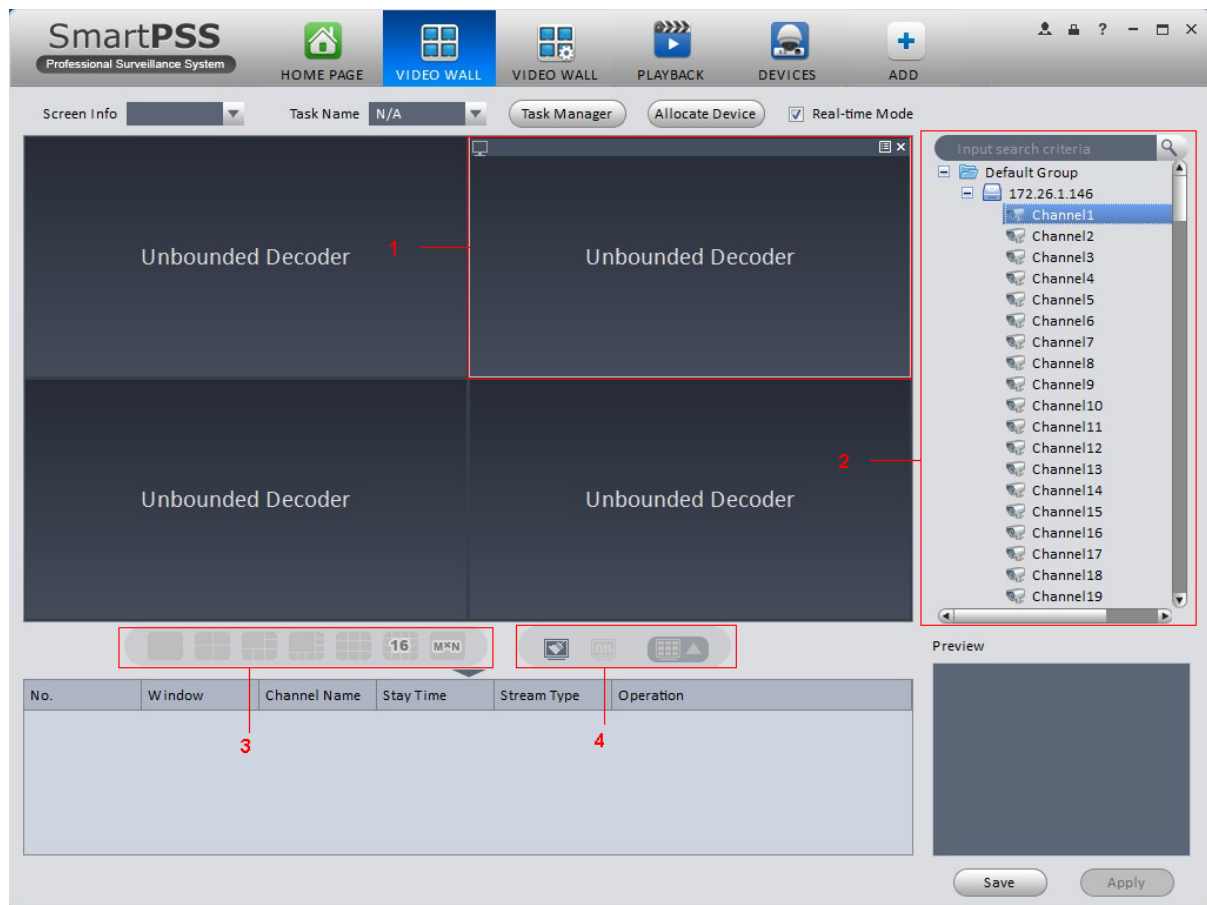 SmartPSS
Professional Surveillance System
HOME PAGE
VIDEO WALL
VIDEO WALL
PLAYBACK
DEVICES
ADD
?
Screen Info
Task Name
N/A
Task Manager
Allocate Device
Real-time Mode
Unbounded Decoder
1
Unbounded Decoder
Unbounded Decoder
Unbounded Decoder
Input search criteria
Default Group
172.26.1.146
Channel1
Channel2
Channel3
Channel4
Channel5
Channel6
Channel7
Channel8
Channel9
Channel10
Channel11
Channel12
Channel13
Channel14
Channel15
Channel16
Channel17
Channel18
Channel19
2
16
M×N
on
3
4
No.
Window
Channel Name
Stay Time
Stream Type
Operation
Preview
Save
Apply